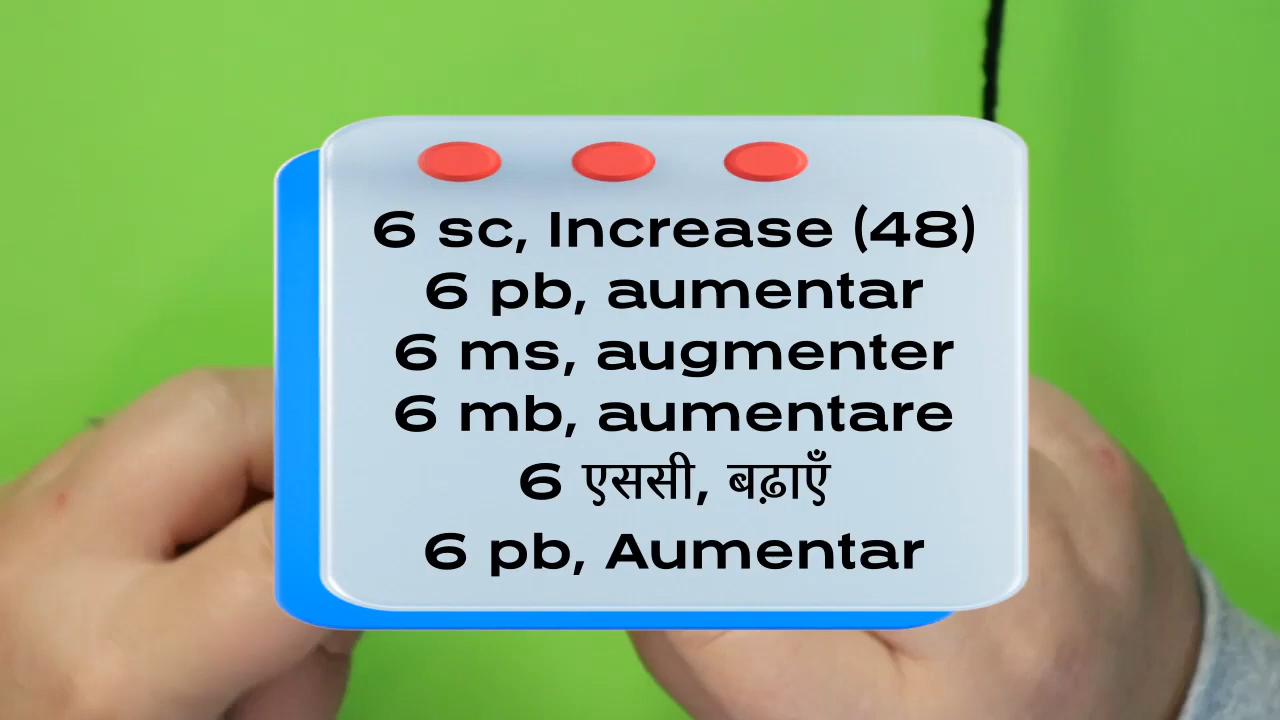 6 sc, Increase (48)
6 pb, aumentar
6 ms, augmenter
6 mb, aumentare
6 एससी, बढ़ाएँ
6 pb, Aumentar